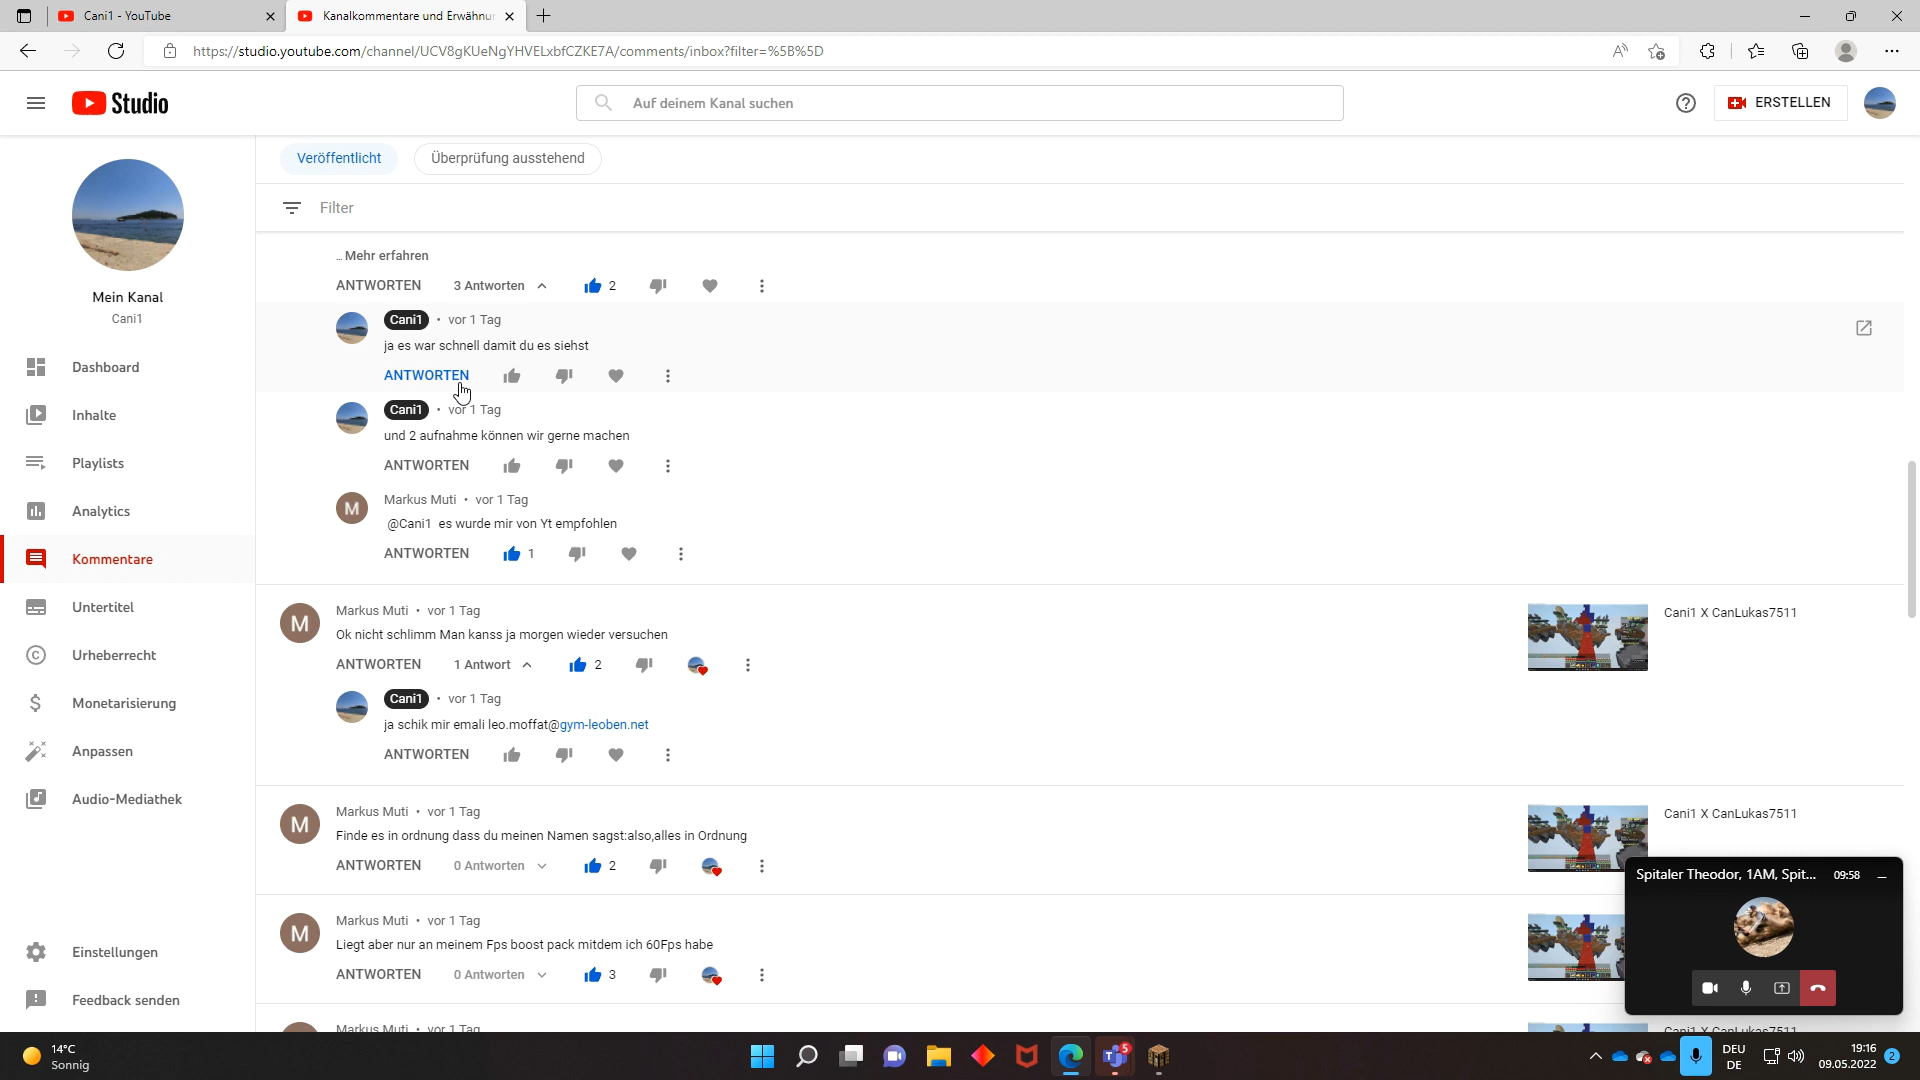 Cani1 - YouTube
Kanalkommentare und Erwähnu
https://studio.youtube.com/channel/UCV8gKUeNgYHVELxbfCZKE7A/comments/inbox?filter=%5B%5D
Studio
Auf deinem Kanal suchen
ERSTELLEN
Mein Kanal
Cani1
Dashboard
Inhalte
Playlists
Analytics
Kommentare
Untertitel
Urheberrecht
Monetarisierung
Anpassen
Audio-Mediathek
Einstellungen
Feedback senden
Veröffentlicht
Überprüfung ausstehend
Filter
... Mehr erfahren
ANTWORTEN 3 Antworten 2
Cani1 • vor 1 Tag
ja es war schnell damit du es siehst
ANTWORTEN
Cani1 • vor 1 Tag
und 2 aufnahme können wir gerne machen
ANTWORTEN
M
Markus Muti • vor 1 Tag
@Cani1 es wurde mir von Yt empfohlen
ANTWORTEN 1
M
Markus Muti • vor 1 Tag
Ok nicht schlimm Man kanss ja morgen wieder versuchen
ANTWORTEN 1 Antwort 2
Cani1 X CanLukas7511
Cani1 • vor 1 Tag
ja schik mir emali leo.moffat@gym-leoben.net
ANTWORTEN
M
Markus Muti • vor 1 Tag
Finde es in ordnung dass du meinen Namen sagst:also,alles in Ordnung
ANTWORTEN 0 Antworten 2
Cani1 X CanLukas7511
M
Markus Muti • vor 1 Tag
Liegt aber nur an meinem Fps boost pack mitdem ich 60Fps habe
ANTWORTEN 0 Antworten 3
Markus Muti • vor 1 Tag
Cani1 X CanLukas7511
Spitaler Theodor, 1AM, Spit... 09:58
14°C
Sonnig
5
DEU
DE
19:16
09.05.2022
2